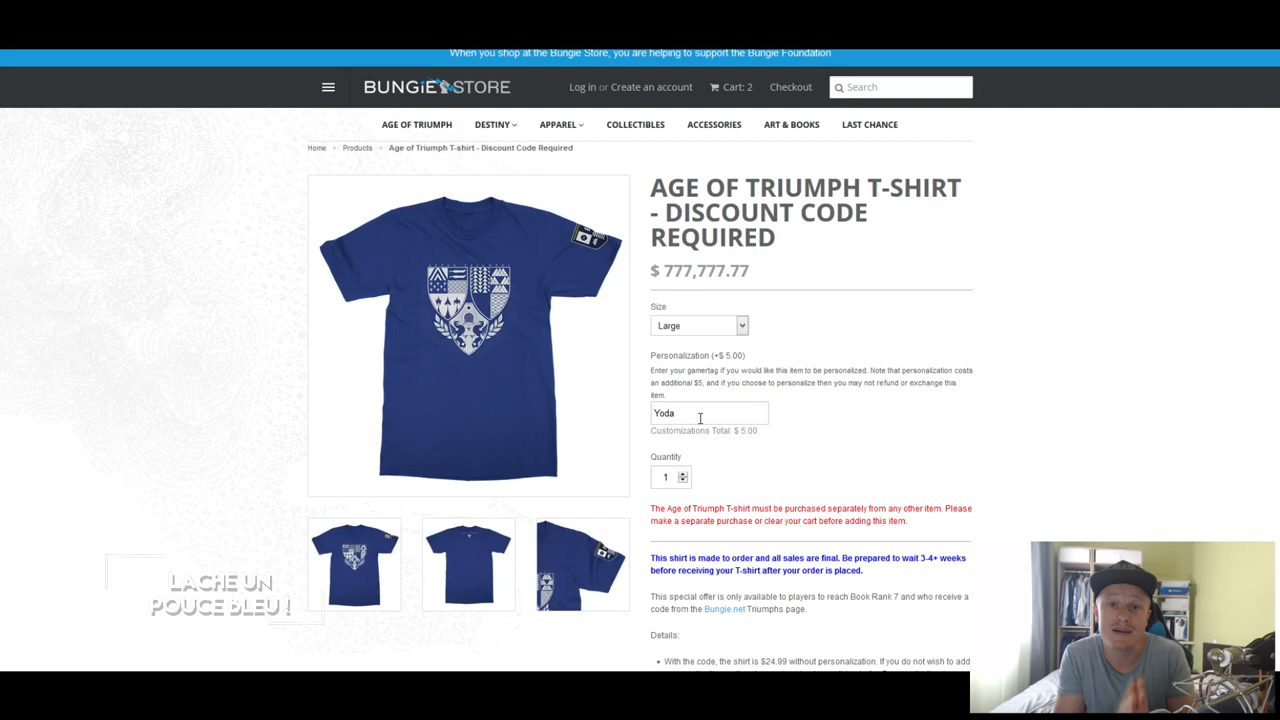 When you shop at the Bungie Store, you are helping to support the Bungie Foundation
BUNGIE STORE
Log in or Create an account
Cart: 2
Checkout
Search
AGE OF TRIUMPH
DESTINY
APPAREL
COLLECTIBLES
ACCESSORIES
ART & BOOKS
LAST CHANCE
Home > Products > Age of Triumph T-shirt - Discount Code Required
AGE OF TRIUMPH T-SHIRT
- DISCOUNT CODE
REQUIRED
$ 777,777.77
Size
Large
Personalization (+$ 5.00)
Enter your gamertag if you would like this item to be personalized. Note that personalization costs
an additional $5, and if you choose to personalize then you may not refund or exchange this
item.
Yoda
Customizations Total: $ 5.00
Quantity
1
The Age of Triumph T-shirt must be purchased separately from any other item. Please
make a separate purchase or clear your cart before adding this item.
This shirt is made to order and all sales are final. Be prepared to wait 3-4+ weeks
before receiving your T-shirt after your order is placed.
This special offer is only available to players to reach Book Rank 7 and who receive a
code from the Bungie.net Triumphs page.
Details:
• With the code, the shirt is $24.99 without personalization. If you do not wish to add
LACHE UN
POUCE BLEU !